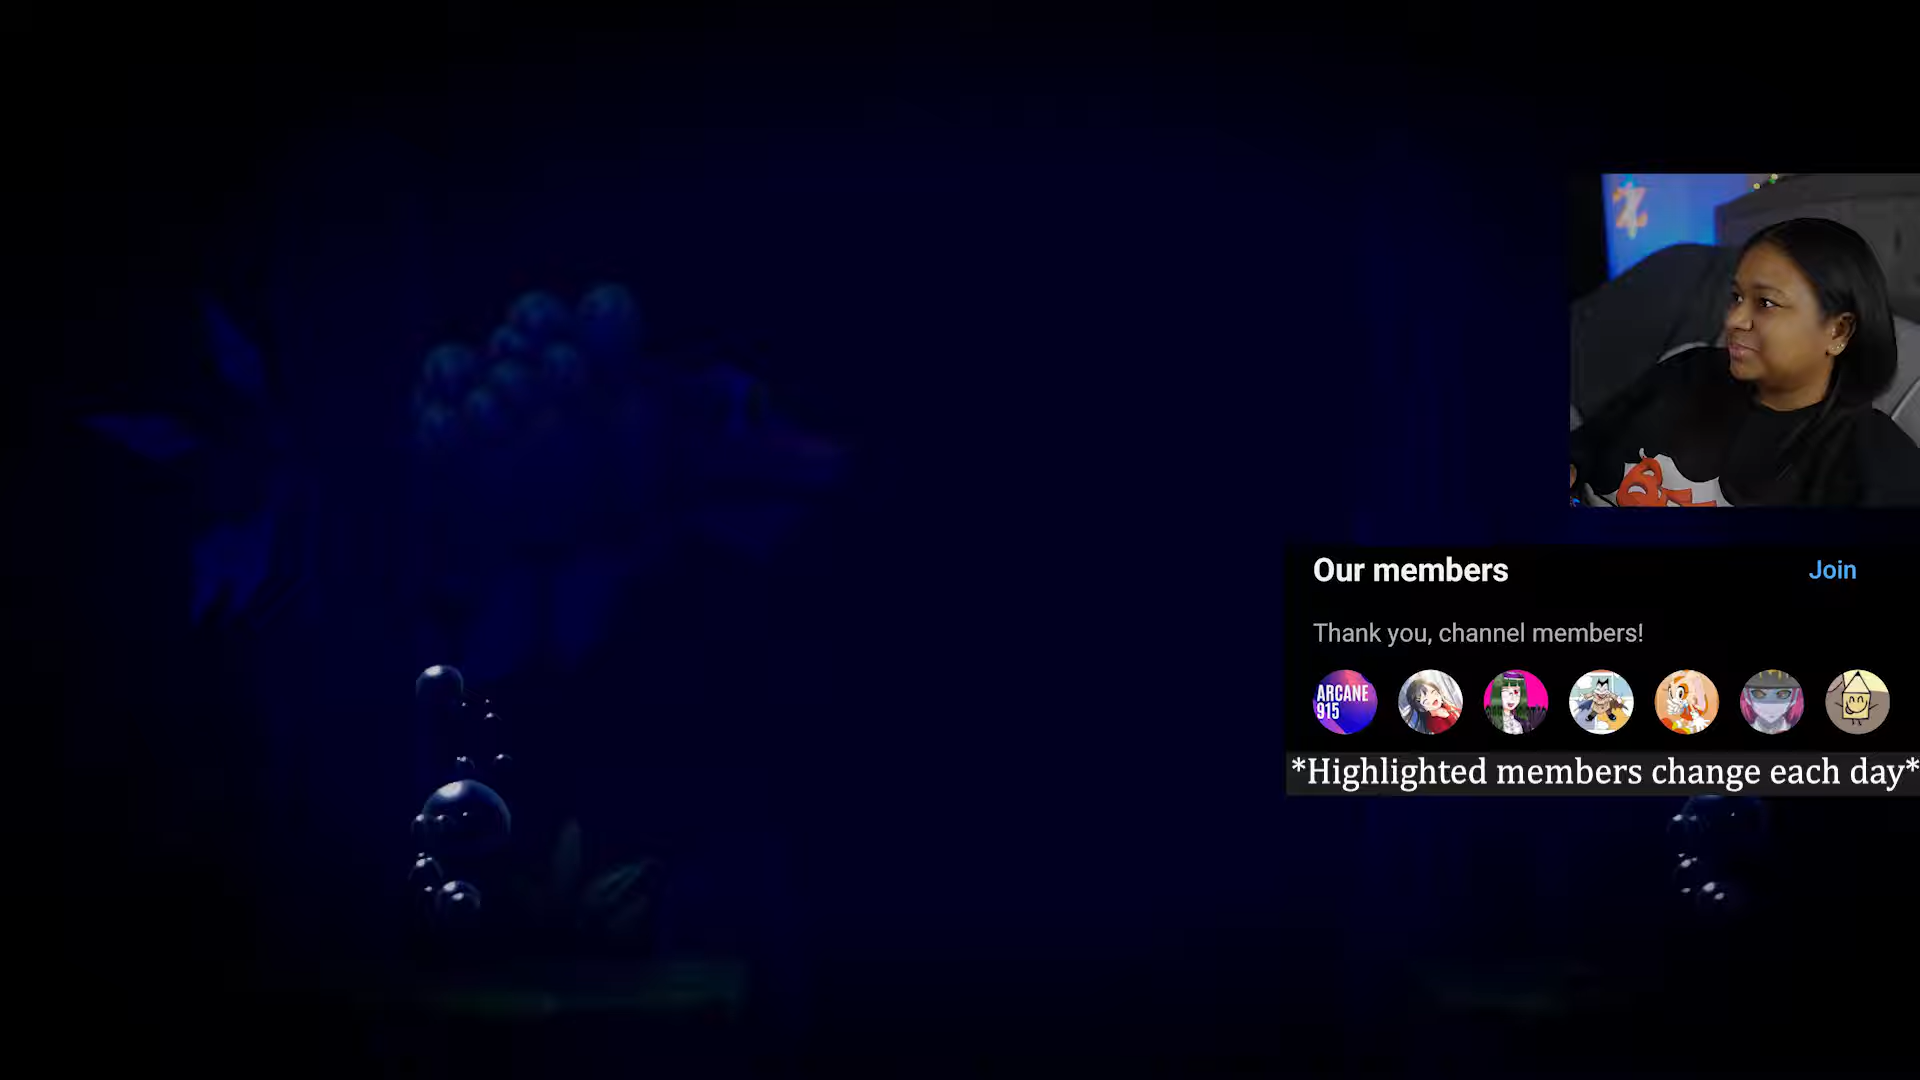 Our members
Join
Thank you, channel members!
ARCANE
915
*Highlighted members change each day*